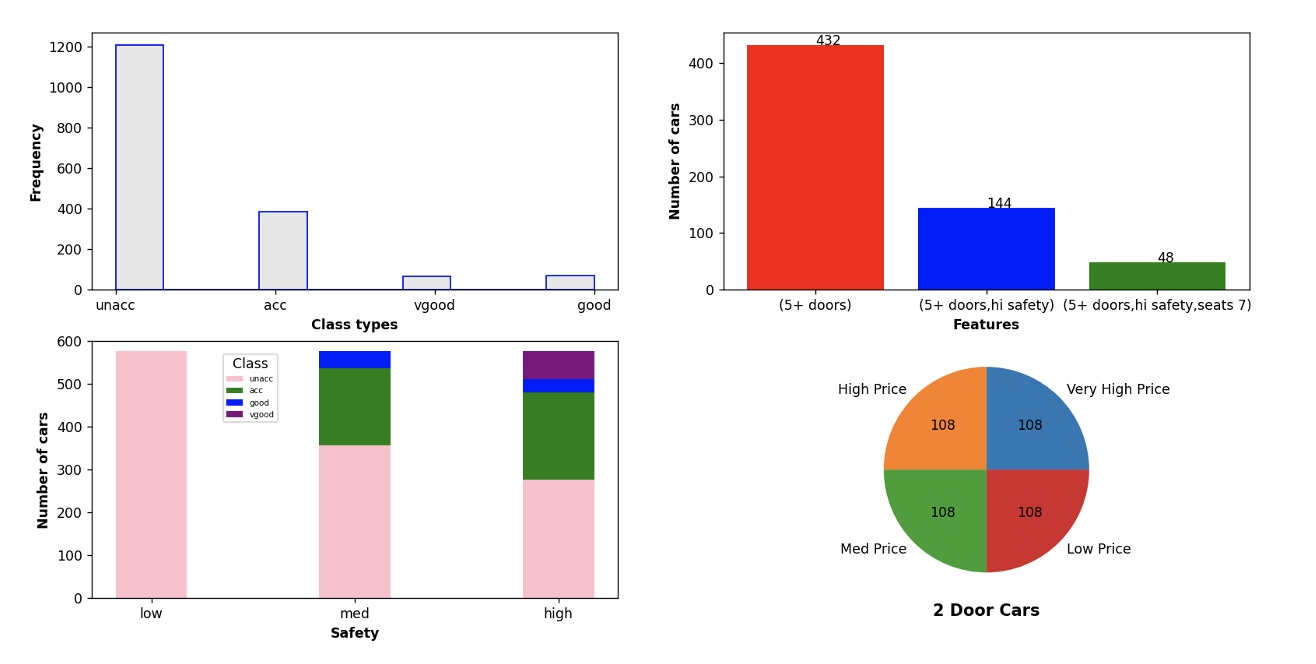 1200
1000
800
600
400
200
0
Frequency
unacc acc vgood good
Class types
432
144
48
400
300
200
100
0
Number of cars
(5+ doors) (5+ doors,hi safety) (5+ doors,hi safety,seats 7)
Features
600
500
400
300
200
100
0
Number of cars
Class
unacc
acc
good
vgood
low med high
Safety
High Price Very High Price
108 108
108 108
Med Price Low Price
2 Door Cars